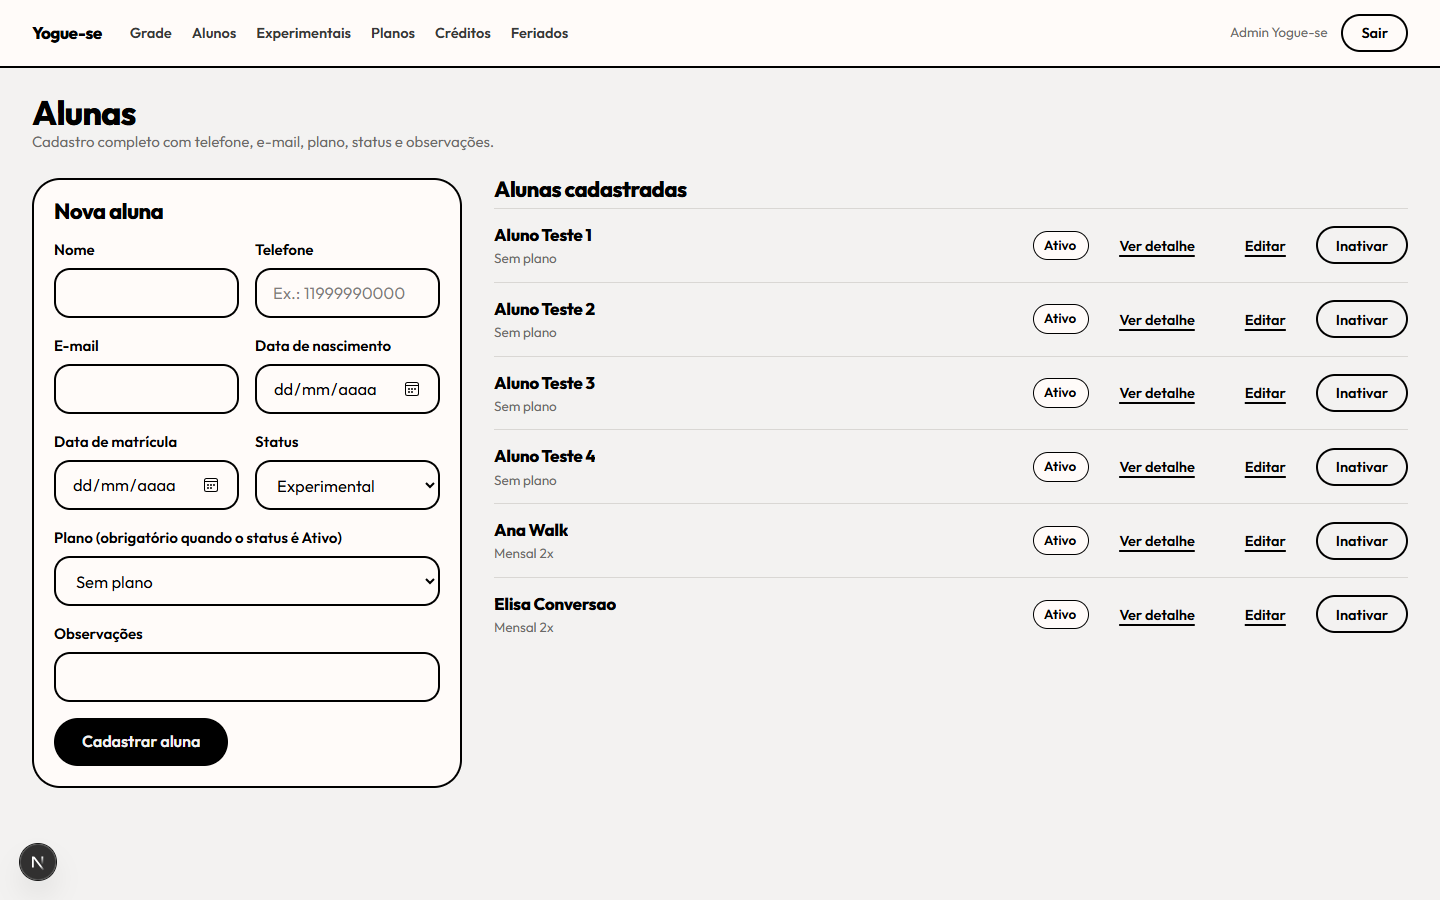 Yogue-se Grade Alunos Experimentais Planos Créditos Feriados Admin Yogue-se Sair
Alunas
Cadastro completo com telefone, e-mail, plano, status e observações.
Nova aluna
Nome Telefone
Ex.: 11999990000
E-mail Data de nascimento
dd/mm/aaaa
Data de matrícula Status
dd/mm/aaaa Experimental
Plano (obrigatório quando o status é Ativo)
Sem plano
Observações
Cadastrar aluna
Alunas cadastradas
Aluno Teste 1
Sem plano
Ativo Ver detalhe Editar Inativar
Aluno Teste 2
Sem plano
Ativo Ver detalhe Editar Inativar
Aluno Teste 3
Sem plano
Ativo Ver detalhe Editar Inativar
Aluno Teste 4
Sem plano
Ativo Ver detalhe Editar Inativar
Ana Walk
Mensal 2x
Ativo Ver detalhe Editar Inativar
Elisa Conversao
Mensal 2x
Ativo Ver detalhe Editar Inativar
N